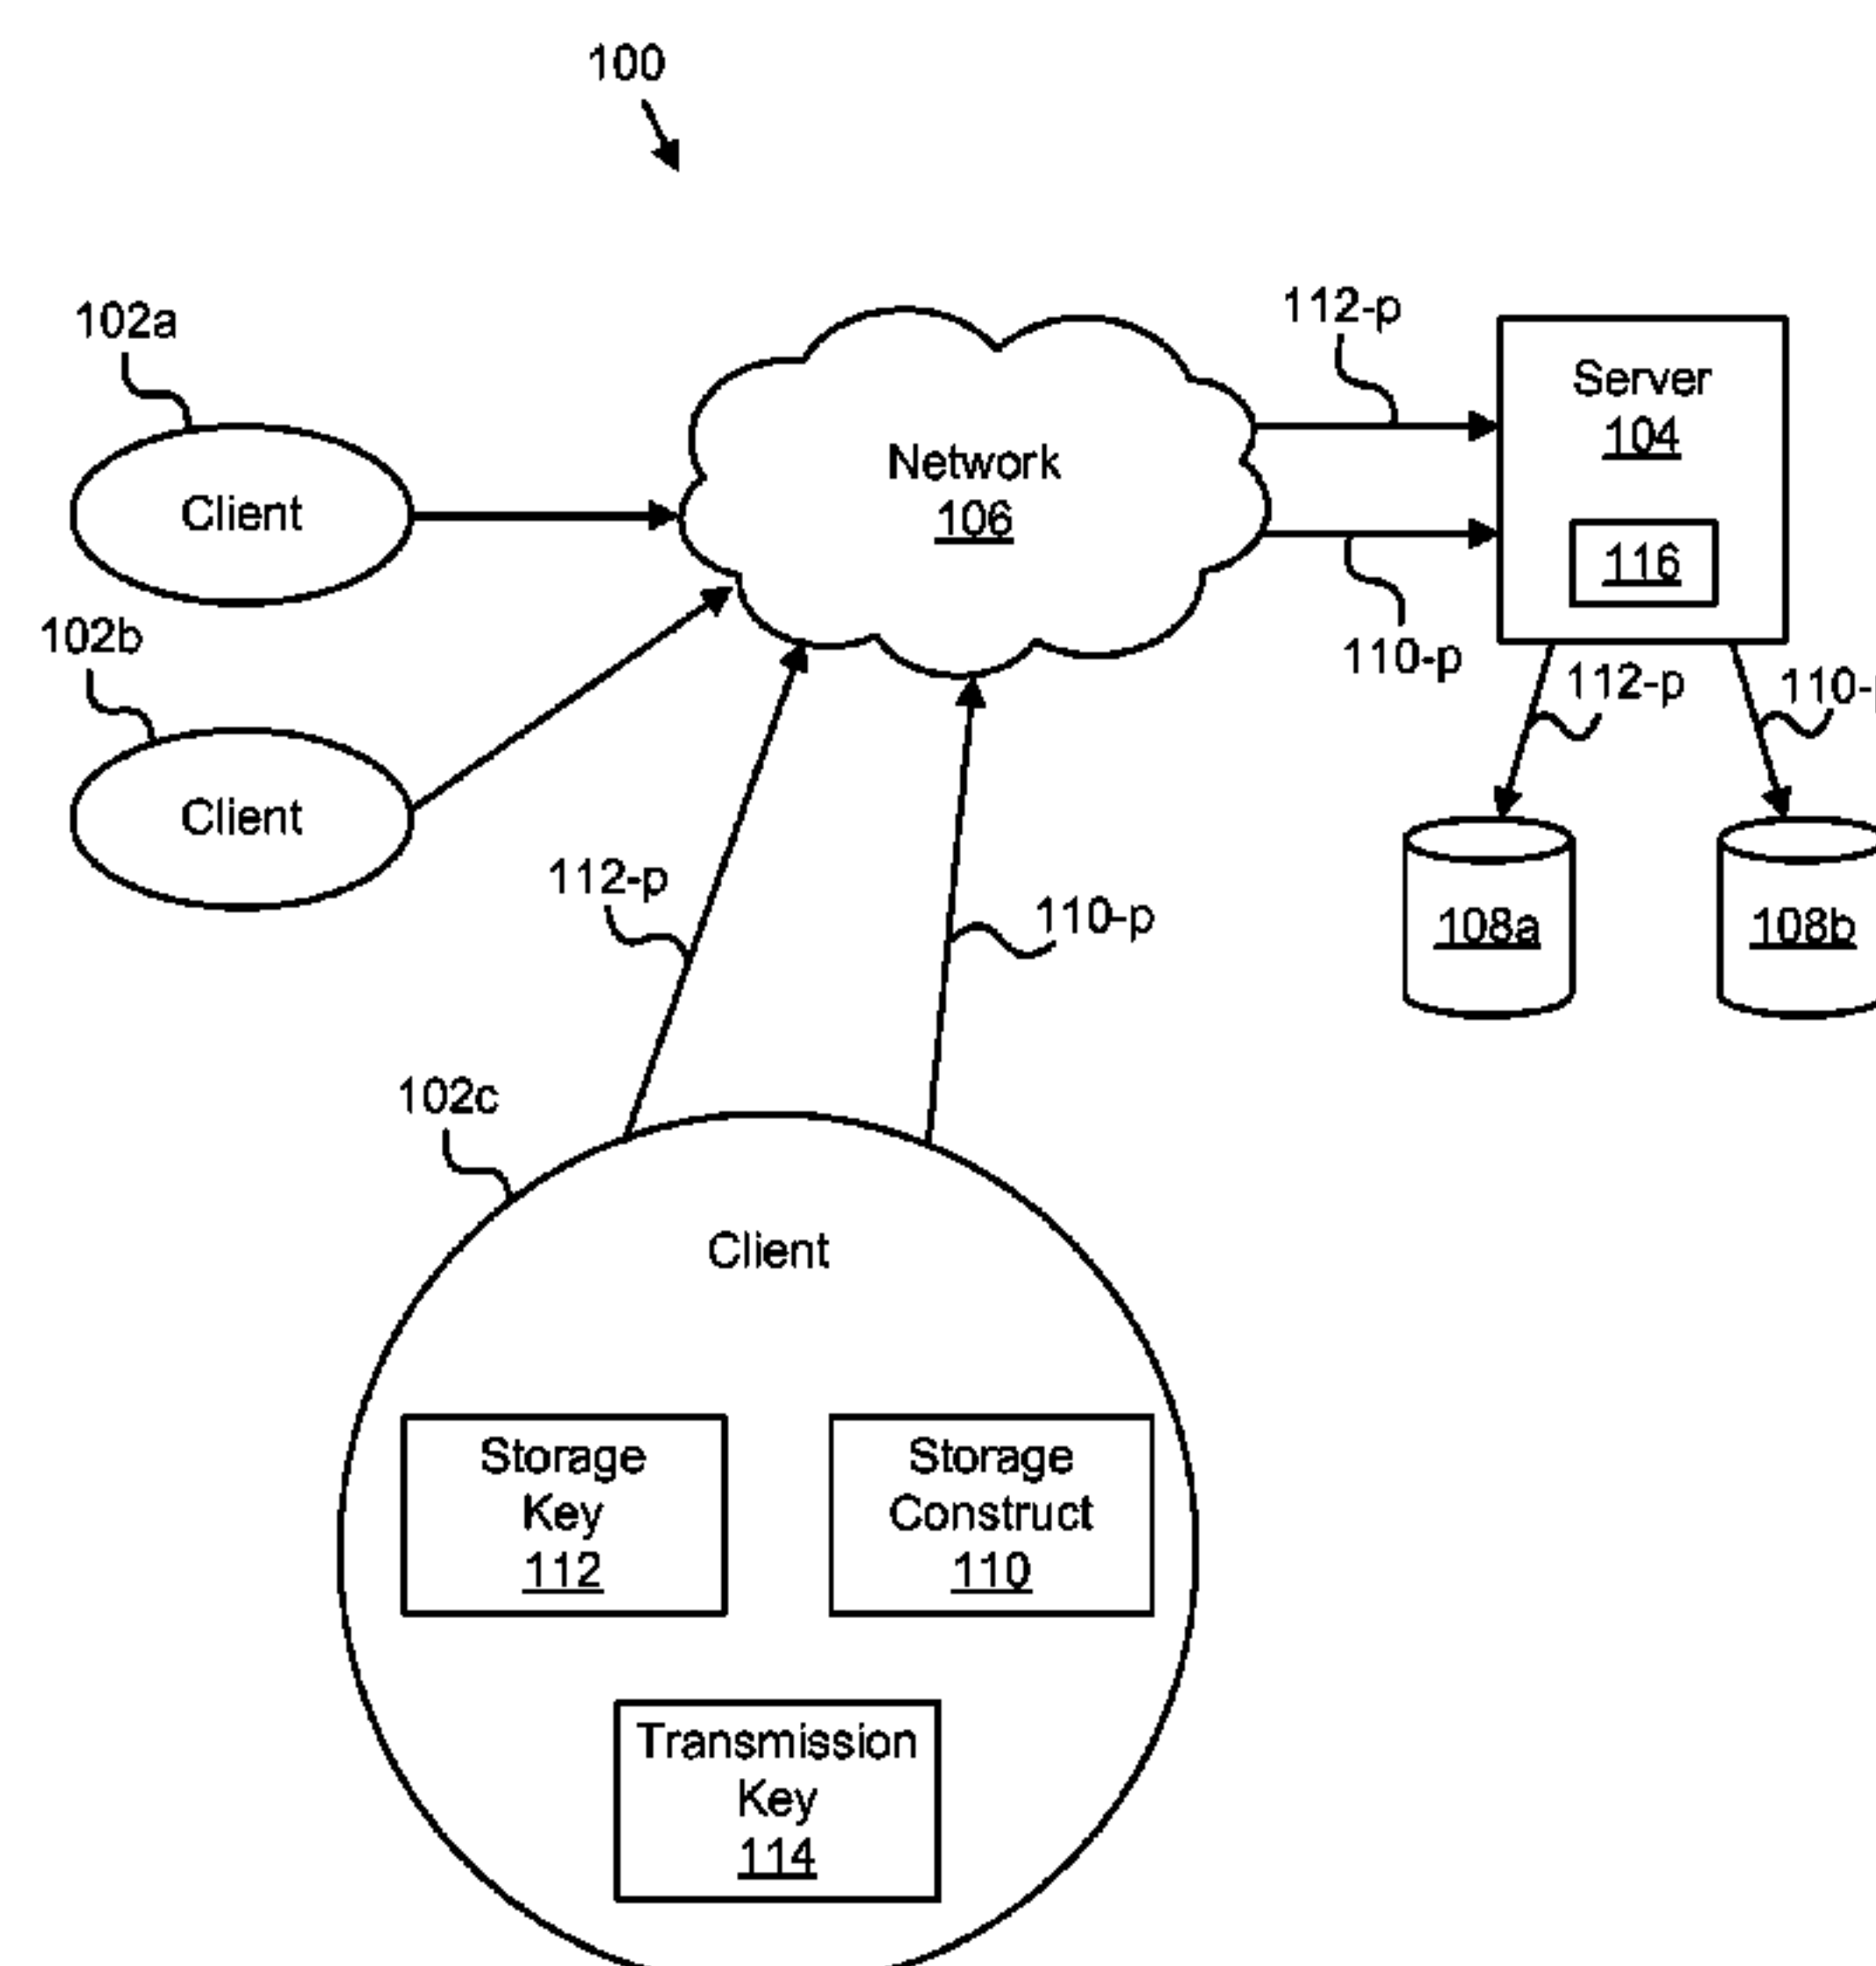 100
102a
112-p
Server
104
Network
106
Client
116
102b
110-p
112-p
110-
Client
112-p
110-p
108a
108b
102c
Client
Storage
Key
112
Storage
Construct
110
Transmission
Key
114